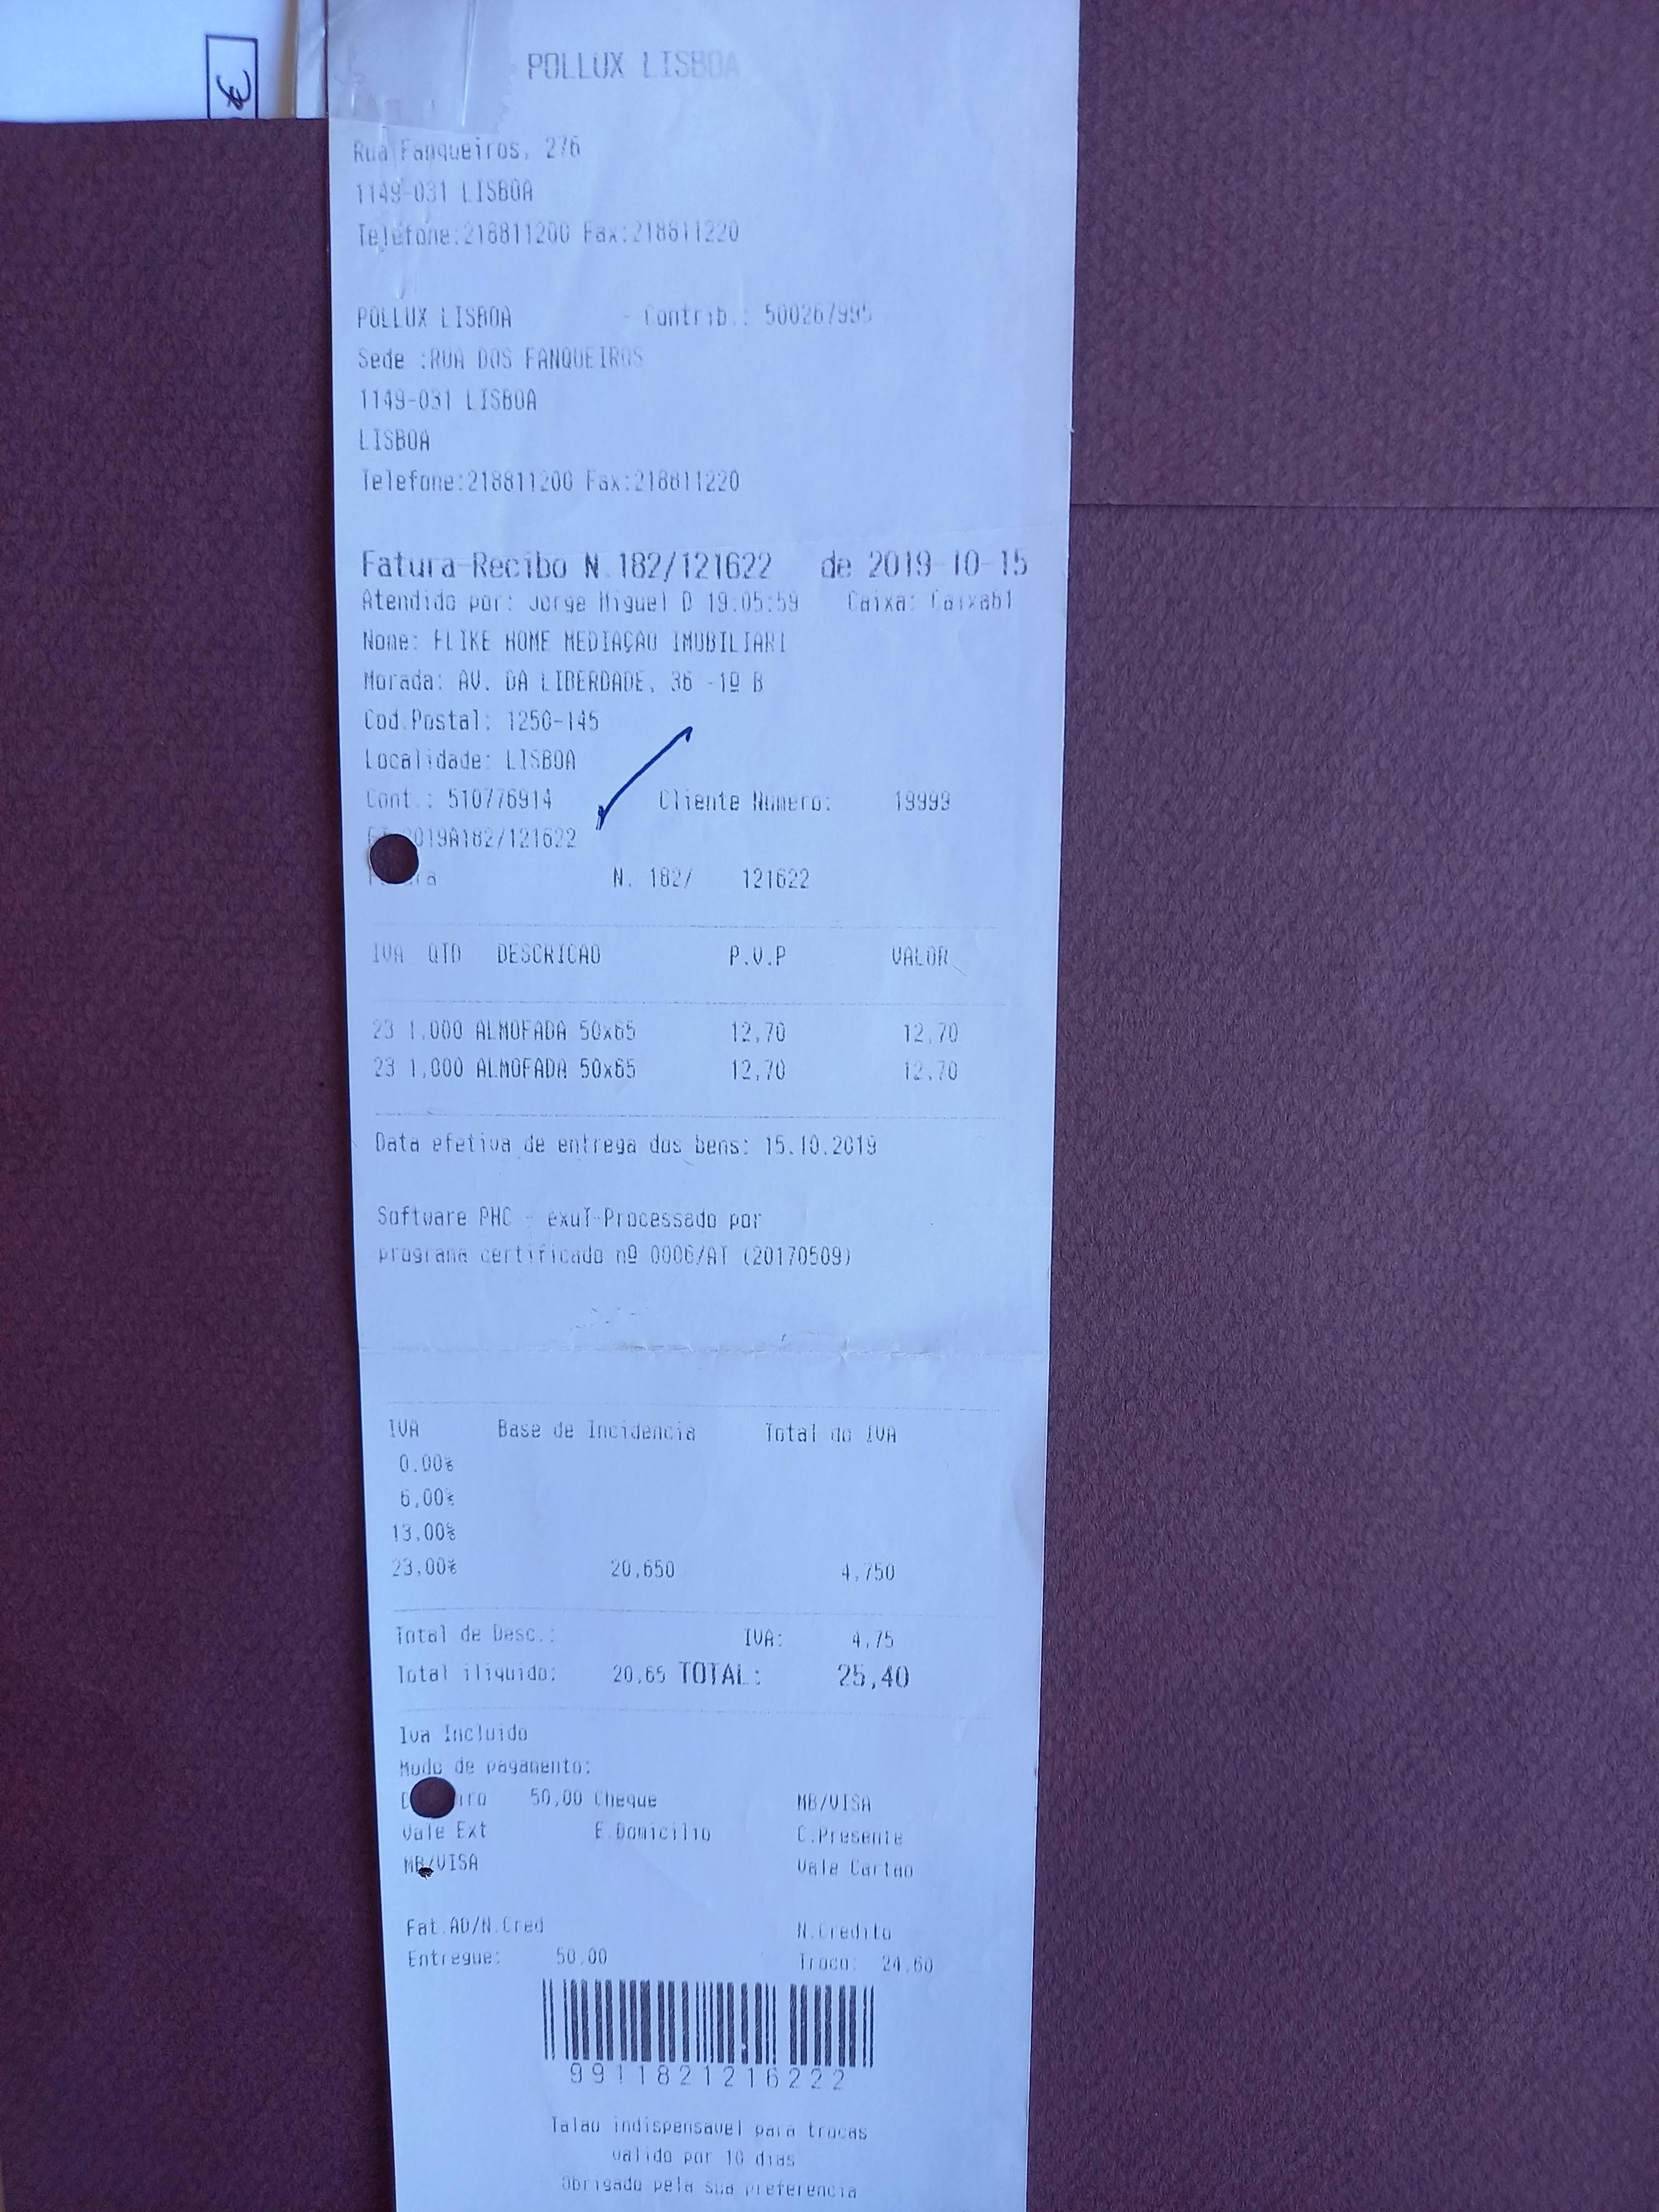 POLLUX LISBOA
Rua Fanqueiros, 276
1149-031 LISBOA
Telefone:218811200 Fax:218811220
POLLUX LISBOA - Contrib.: 500267995
Sede :RUA DOS FANQUEIROS
1149-031 LISBOA
LISBOA
Telefone:218811200 Fax:218811220
Fatura-Recibo N.182/121622 de 2019-10-15
Atendido por: Jorge Miguel D 19:05:59 Caixa: Caixa61
Nome: FLIKE HOME MEDIAÇAO IMOBILIARI
Morada: AV. DA LIBERDADE, 36 -1º B
Cod.Postal: 1250-145
Localidade: LISBOA
Cont.: 510776914 Cliente Numero: 19999
019A182/121622
N. 182/ 121622
IVA QTD DESCRICAO P.V.P VALOR
23 1,000 ALMOFADA 50x65 12,70 12,70
23 1,000 ALMOFADA 50x65 12,70 12,70
Data efetiva de entrega dos bens: 15.10.2019
Software PHC - exuT-Processado por
programa certificado nº 0006/AT (20170509)
IVA Base de Incidencia Total do IVA
0.00%
6,00%
13,00%
23,00% 20,650 4,750
Total de Desc.: IVA: 4,75
Total iliquido: 20,65 TOTAL: 25,40
Iva Incluido
Modo de pagamento:
50,00 Cheque MB/VISA
Vale Ext E.Domicilio C.Presente
MB/VISA Vale Cartao
Fat.AD/N.Cred N.Credito
Entregue: 50,00 Troco: 24,60
9911821216222
Talao indispensavel para trocas
valido por 10 dias
Obrigado pela sua preferencia